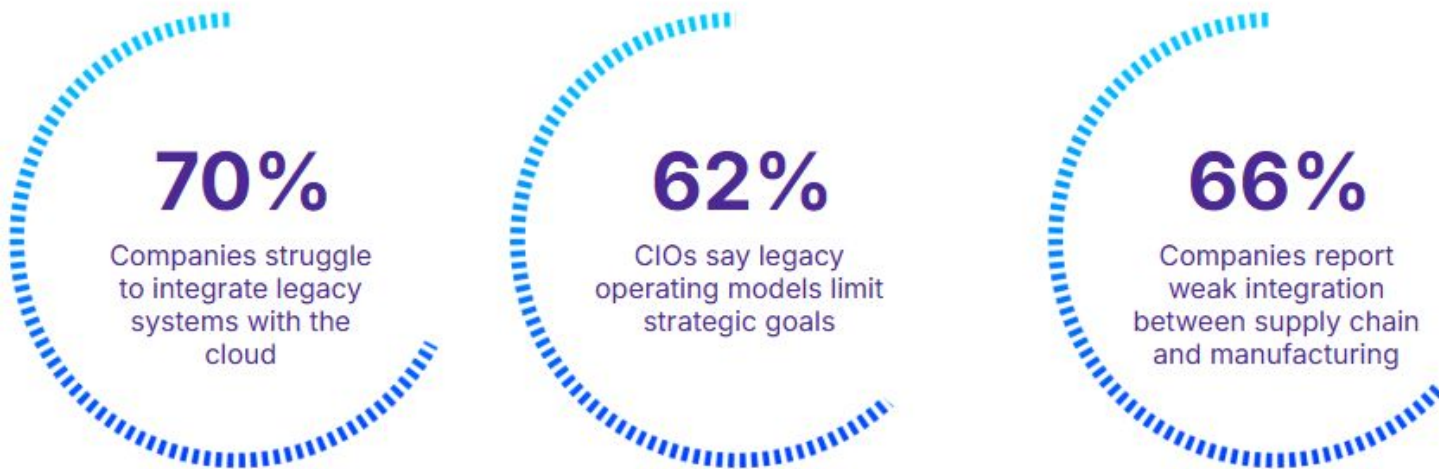 70%
Companies struggle
to integrate legacy
systems with the
cloud
62%
CIOs say legacy
operating models limit
strategic goals
66%
Companies report
weak integration
between supply chain
and manufacturing